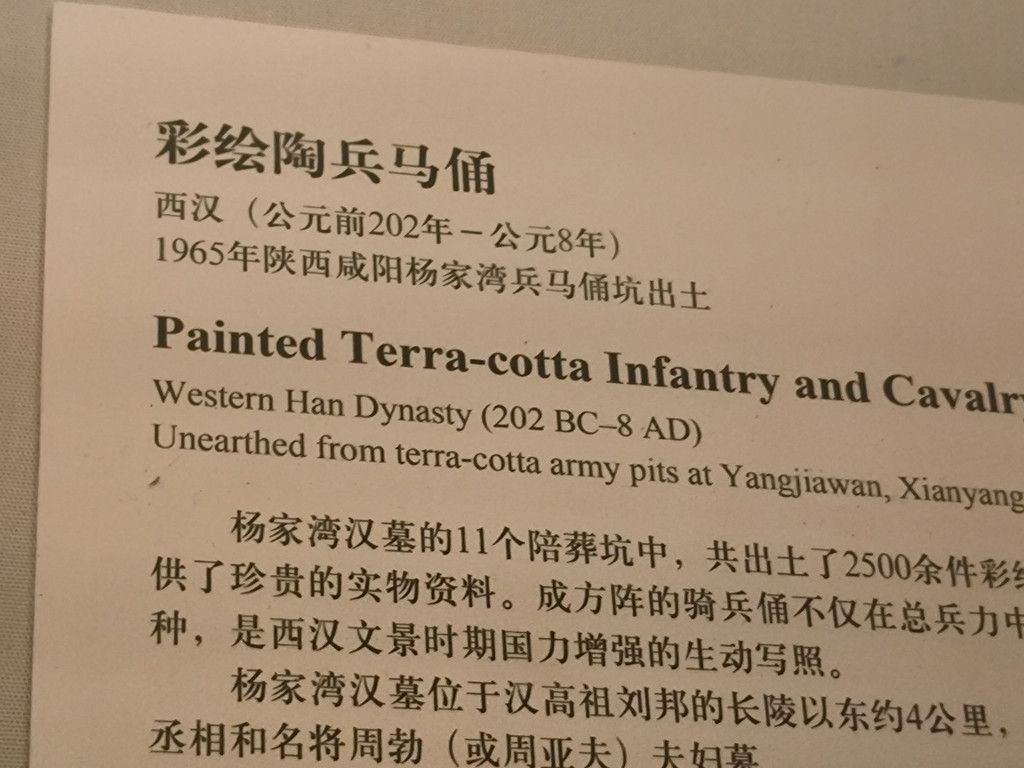 彩绘陶兵马俑
西汉（公元前202年－公元8年）
1965年陕西咸阳杨家湾兵马俑坑出土
Painted Terra-cotta Infantry and Cavalry
Western Han Dynasty (202 BC–8 AD)
Unearthed from terra-cotta army pits at Yangjiawan, Xianyang
杨家湾汉墓的11个陪葬坑中，共出土了2500余件彩绘
供了珍贵的实物资料。成方阵的骑兵俑不仅在总兵力中
种，是西汉文景时期国力增强的生动写照。
杨家湾汉墓位于汉高祖刘邦的长陵以东约4公里，
丞相和名将周勃（或周亚夫）夫妇墓